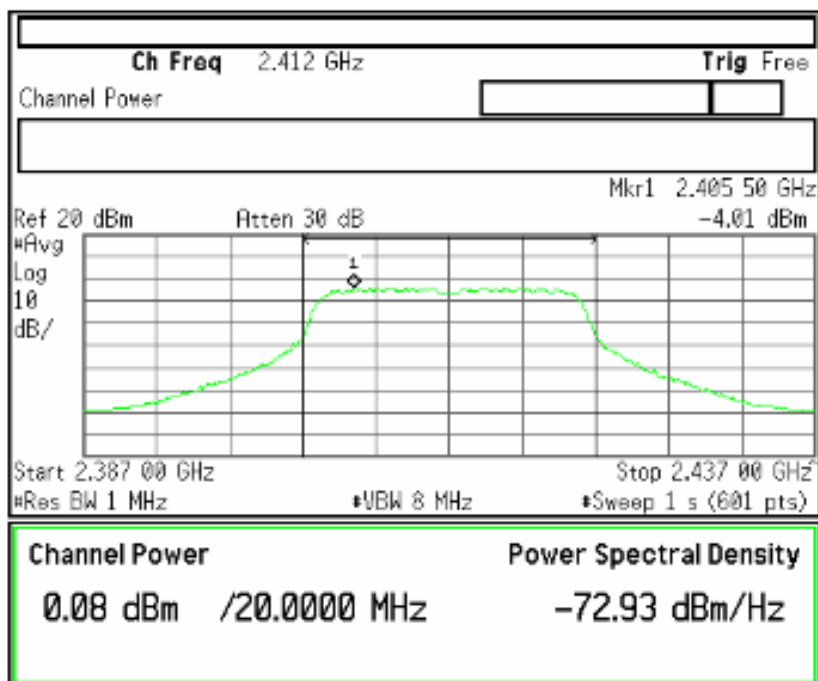 Ch Freq 2.412 GHz Trig Free
Channel Power
Mkr1 2.405 50 GHz
Ref 20 dBm Atten 30 dB -4.01 dBm
#Avg
Log
10
dB/
1
Start 2.387 00 GHz Stop 2.437 00 GHz
#Res BW 1 MHz #VBW 8 MHz #Sweep 1 s (601 pts)
Channel Power Power Spectral Density
0.08 dBm /20.0000 MHz -72.93 dBm/Hz